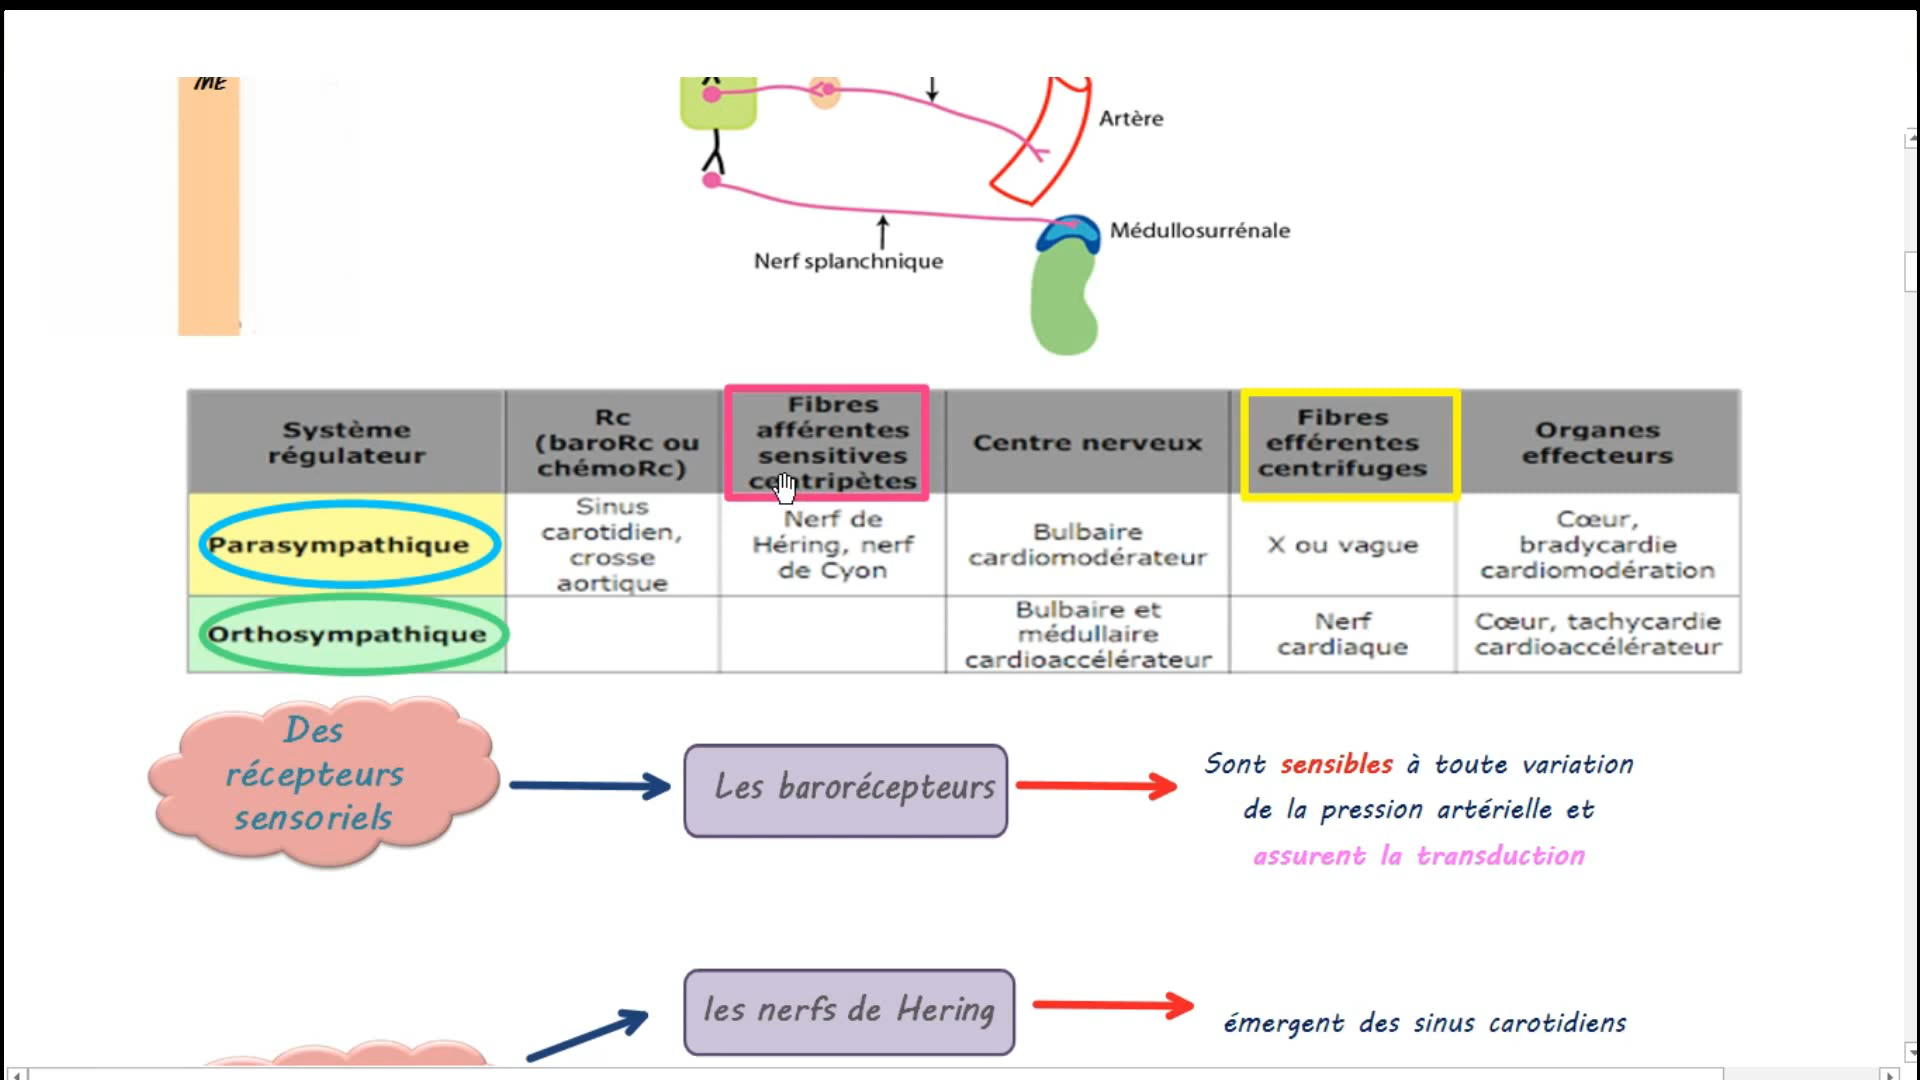 ME
Artère
Médullosurrénale
Nerf splanchnique
Système
régulateur
Rc
(baroRc ou
chémoRc)
Fibres
afférentes
sensitives
centripètes
Centre nerveux
Fibres
efférentes
centrifuges
Organes
effecteurs
Parasympathique
Sinus
carotidien,
crosse
aortique
Nerf de
Héring, nerf
de Cyon
Bulbaire
cardiomodérateur
X ou vague
Cœur,
bradycardie
cardiomodération
Orthosympathique
Bulbaire et
médullaire
cardioaccélérateur
Nerf
cardiaque
Cœur, tachycardie
cardioaccélérateur
Des
récepteurs
sensoriels
Les barorécepteurs
Sont sensibles à toute variation
de la pression artérielle et
assurent la transduction
les nerfs de Hering
émergent des sinus carotidiens